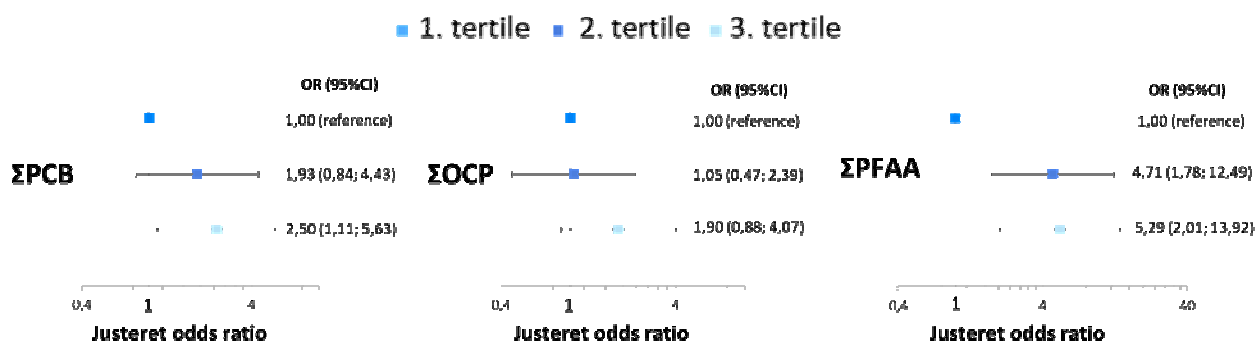 1. tertile 2. tertile 3. tertile
OR (95%CI)
1,00 (reference)
ΣPCB
1,93 (0,84; 4,43)
2,50 (1,11; 5,63)
0,4 1 4
Justeret odds ratio
OR (95%CI)
1,00 (reference)
ΣOCP
1,05 (0,47; 2,39)
1,90 (0,88; 4,07)
0,4 1 4
Justeret odds ratio
OR (95%CI)
1,00 (reference)
ΣPFAA
4,71 (1,78; 12,49)
5,29 (2,01; 13,92)
0,4 1 4 40
Justeret odds ratio